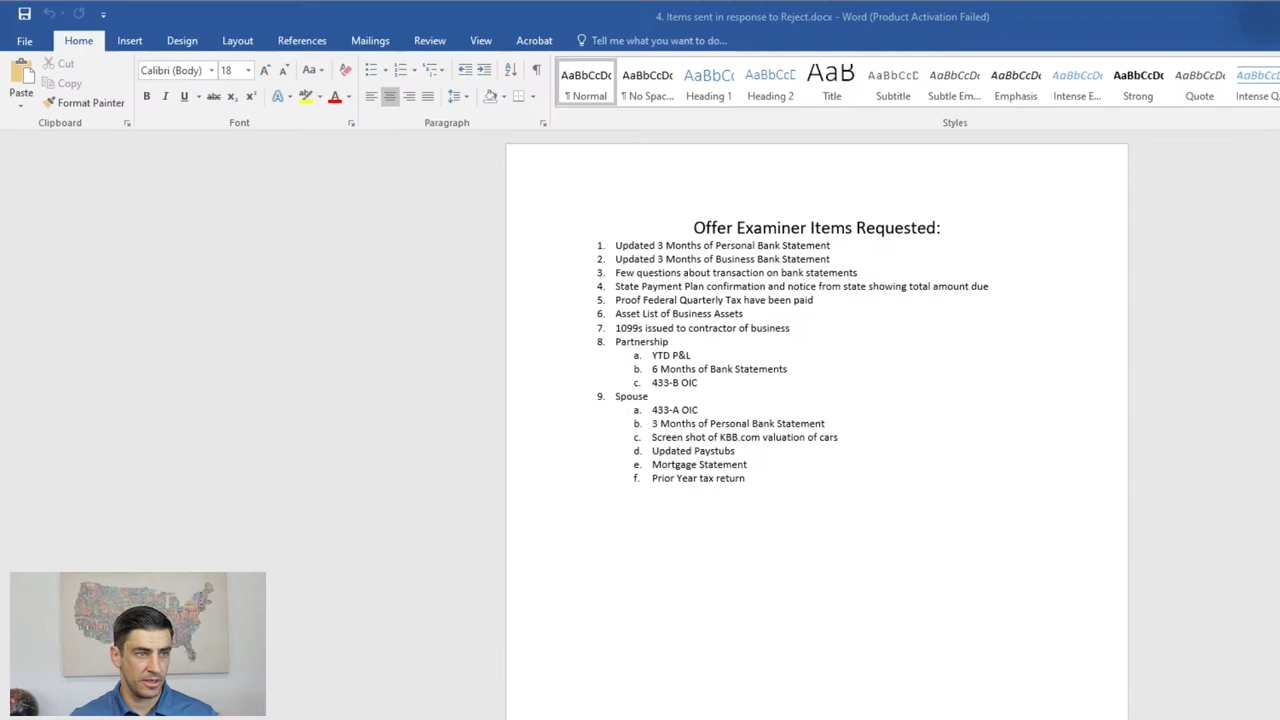 4. Items sent in response to Reject.docx - Word (Product Activation Failed)
File Home Insert Design Layout References Mailings Review View Acrobat Tell me what you want to do...
Paste
Cut
Copy
Format Painter
Clipboard
Calibri (Body) 18
Font
Paragraph
AaBbCcDc AaBbCcDc AaBbCc AaBbCcD AaB AaBbCcD AaBbCcDc AaBbCcDc AaBbCcDc AaBbCcDc AaBbCcDc AaBbCcDc
¶ Normal ¶ No Spac... Heading 1 Heading 2 Title Subtitle Subtle Em... Emphasis Intense E... Strong Quote Intense Q
Styles
Offer Examiner Items Requested:
1. Updated 3 Months of Personal Bank Statement
2. Updated 3 Months of Business Bank Statement
3. Few questions about transaction on bank statements
4. State Payment Plan confirmation and notice from state showing total amount due
5. Proof Federal Quarterly Tax have been paid
6. Asset List of Business Assets
7. 1099s issued to contractor of business
8. Partnership
a. YTD P&L
b. 6 Months of Bank Statements
c. 433-B OIC
9. Spouse
a. 433-A OIC
b. 3 Months of Personal Bank Statement
c. Screen shot of KBB.com valuation of cars
d. Updated Paystubs
e. Mortgage Statement
f. Prior Year tax return